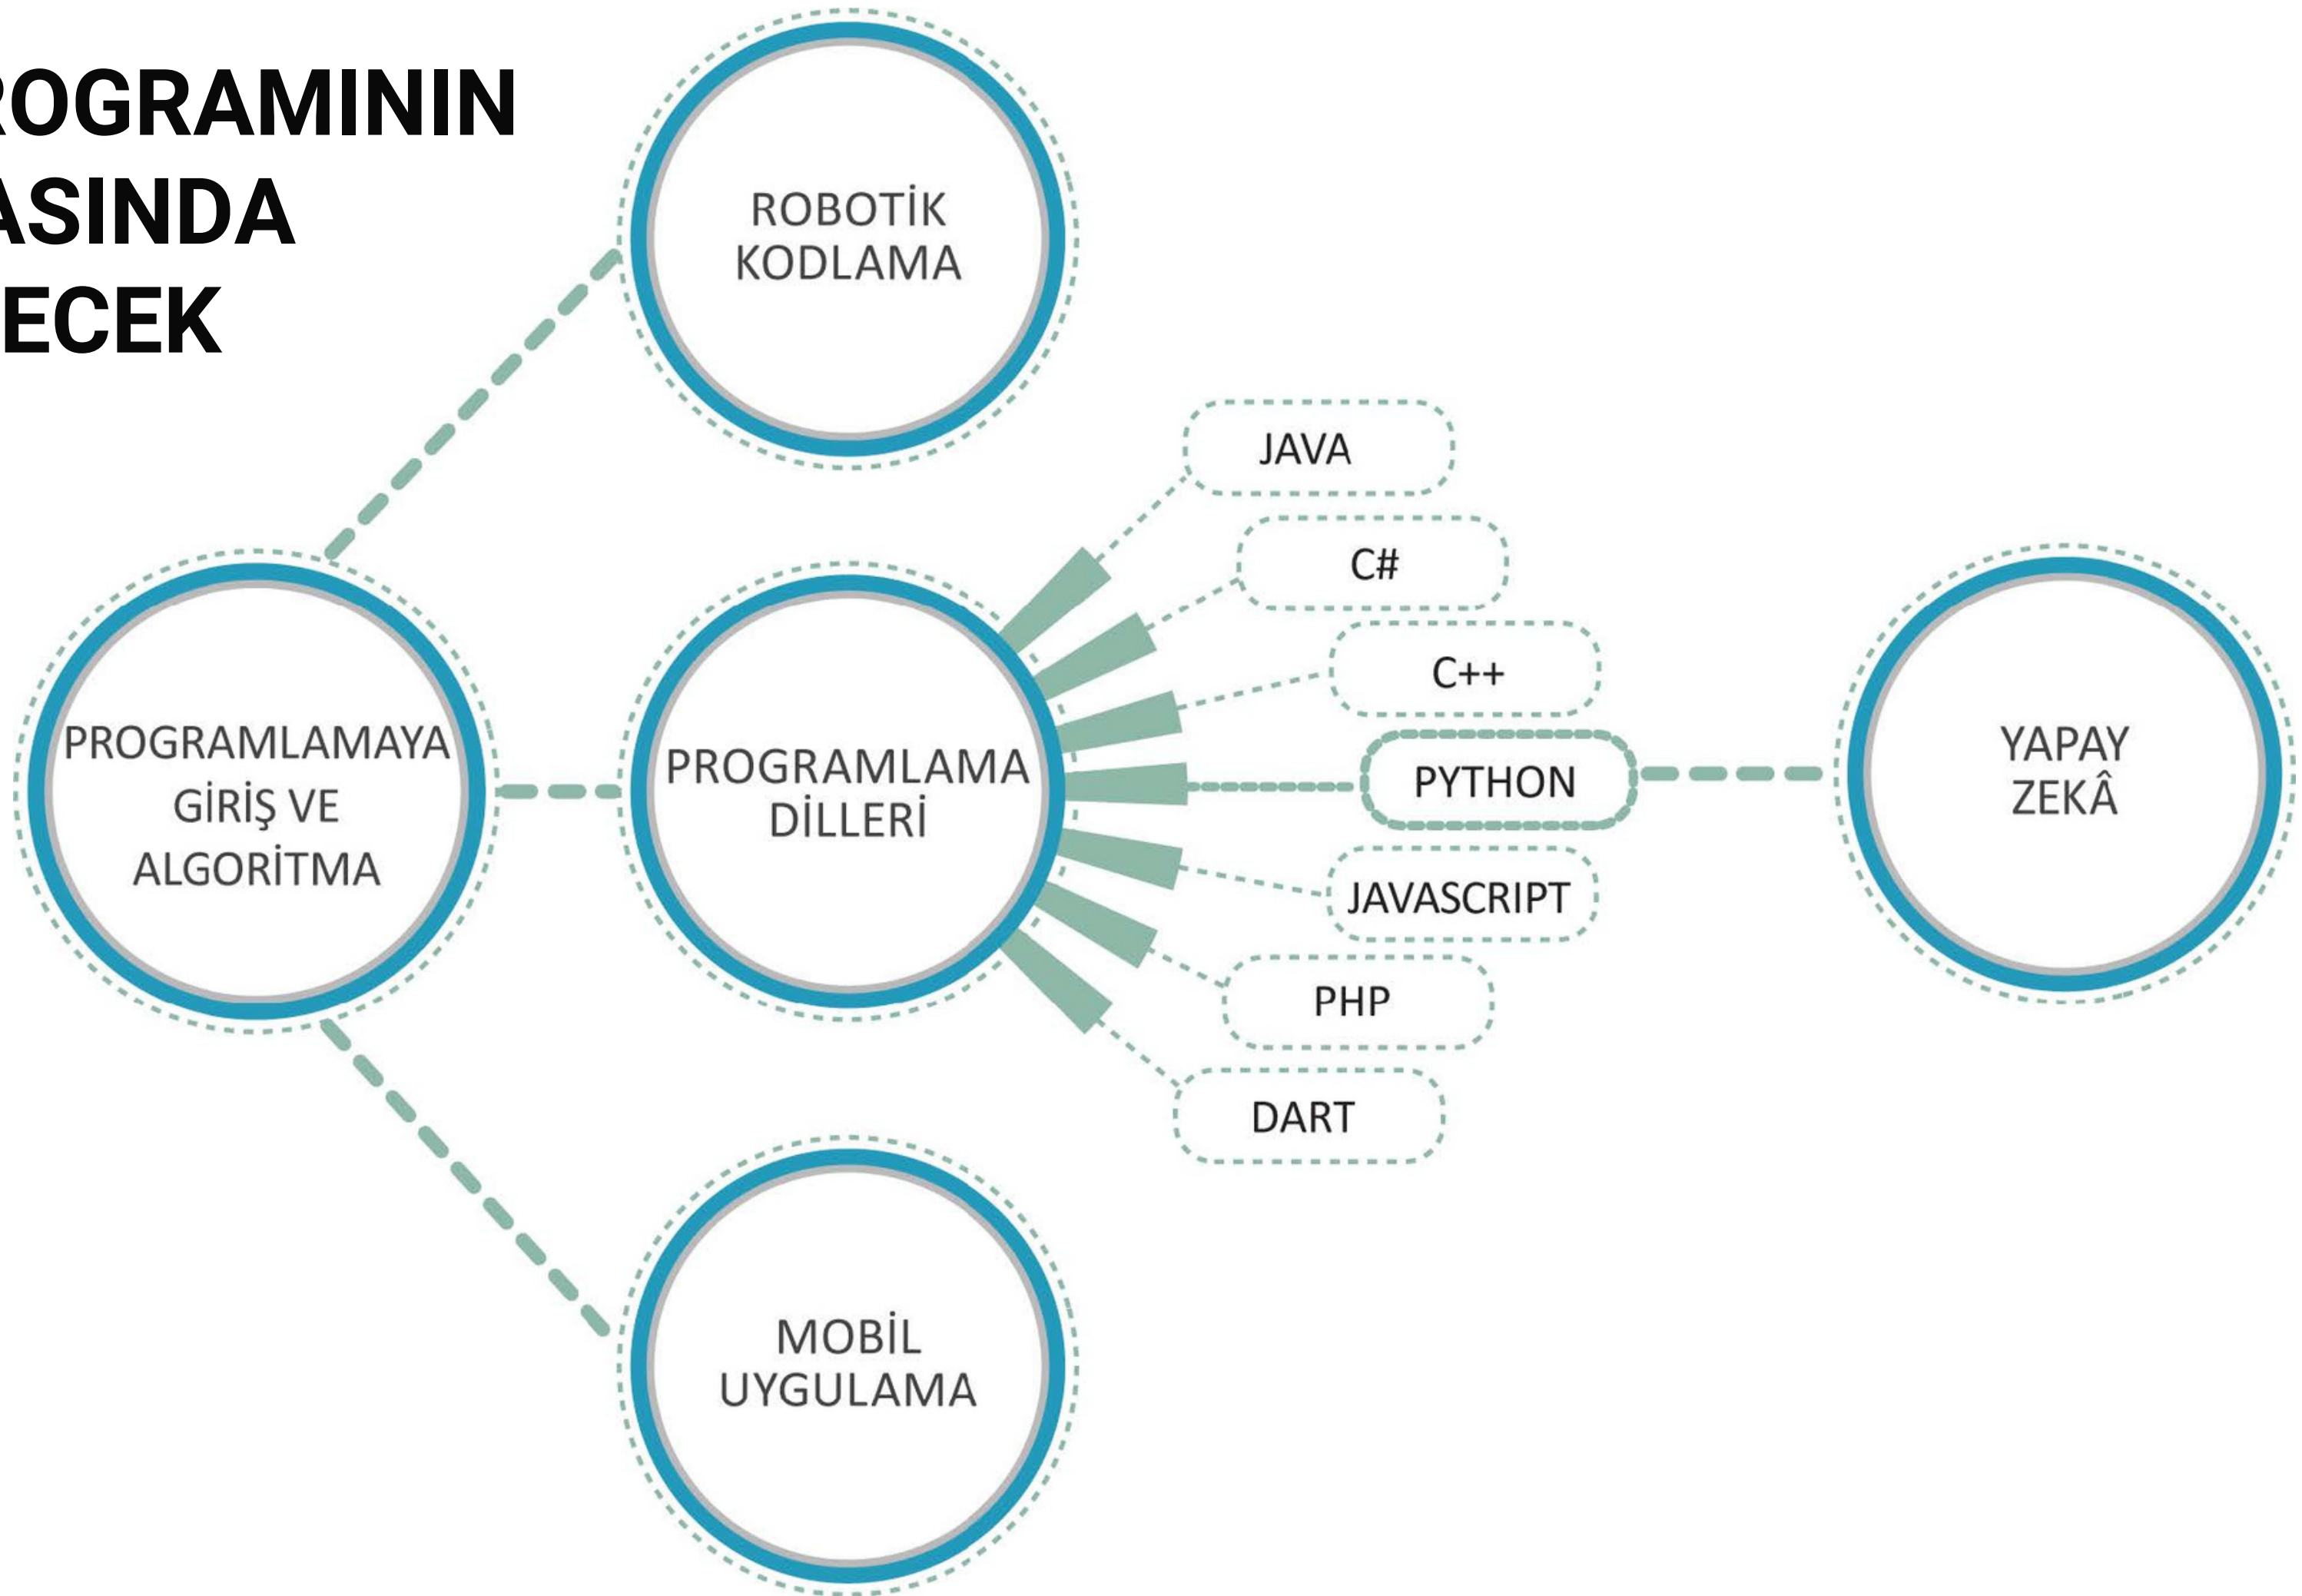 ROGRAMININ
ASINDA
ECEK
ROBOTİK
KODLAMA
JAVA
C#
C++
PROGRAMLAMAYA
GİRİŞ VE
ALGORİTMA
PROGRAMLAMA
DİLLERİ
PYTHON
YAPAY
ZEKÂ
JAVASCRIPT
PHP
DART
MOBİL
UYGULAMA